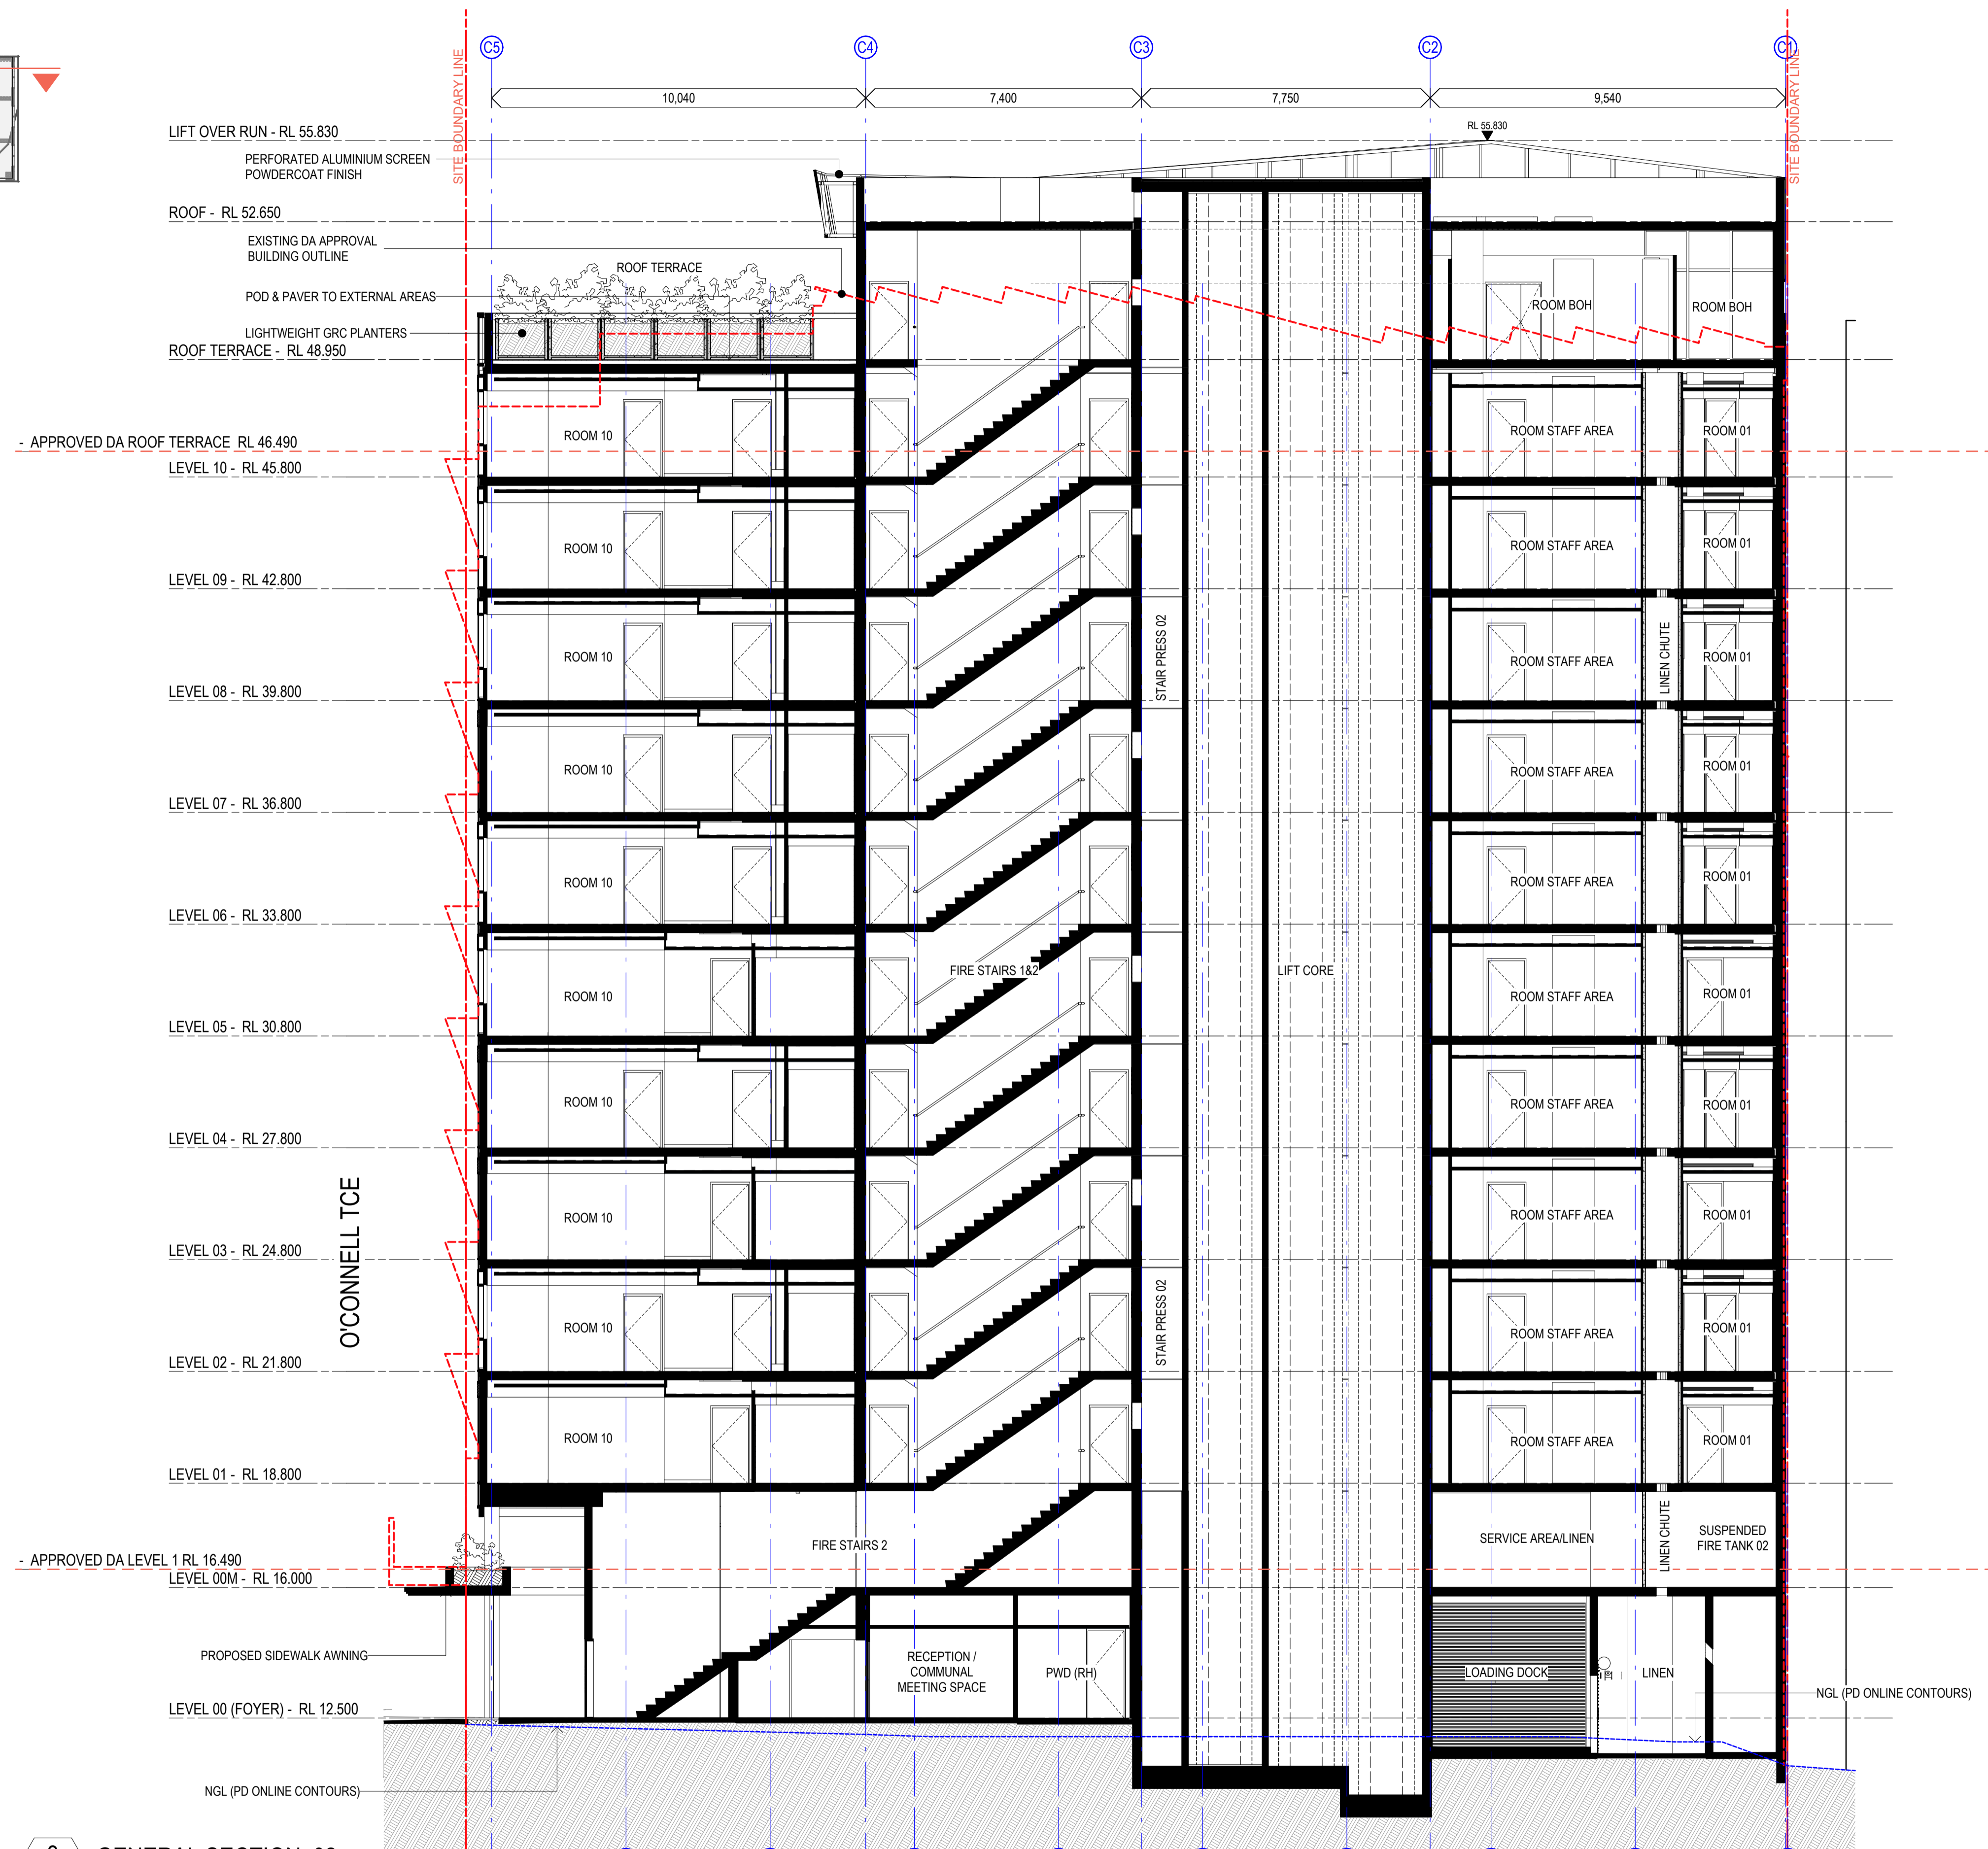 C5
C4
C3
C2
C1
SITE BOUNDARY LINE
SITE BOUNDARY LINE
10,040
7,400
7,750
9,540
LIFT OVER RUN - RL 55.830
RL 55.830
PERFORATED ALUMINIUM SCREEN
POWDERCOAT FINISH
ROOF - RL 52.650
EXISTING DA APPROVAL
BUILDING OUTLINE
ROOF TERRACE
POD & PAVER TO EXTERNAL AREAS
ROOM BOH
ROOM BOH
LIGHTWEIGHT GRC PLANTERS
ROOF TERRACE - RL 48.950
ROOM 10
ROOM STAFF AREA
ROOM 01
- APPROVED DA ROOF TERRACE RL 46.490
LEVEL 10 - RL 45.800
ROOM 10
ROOM STAFF AREA
ROOM 01
LEVEL 09 - RL 42.800
ROOM 10
STAIR PRESS 02
ROOM STAFF AREA
LINEN CHUTE
ROOM 01
LEVEL 08 - RL 39.800
ROOM 10
ROOM STAFF AREA
ROOM 01
LEVEL 07 - RL 36.800
ROOM 10
ROOM STAFF AREA
ROOM 01
LEVEL 06 - RL 33.800
ROOM 10
FIRE STAIRS 1&2
LIFT CORE
ROOM STAFF AREA
ROOM 01
LEVEL 05 - RL 30.800
ROOM 10
ROOM STAFF AREA
ROOM 01
LEVEL 04 - RL 27.800
O'CONNELL TCE
ROOM 10
ROOM STAFF AREA
ROOM 01
LEVEL 03 - RL 24.800
ROOM 10
STAIR PRESS 02
ROOM STAFF AREA
ROOM 01
LEVEL 02 - RL 21.800
ROOM 10
ROOM STAFF AREA
ROOM 01
LEVEL 01 - RL 18.800
FIRE STAIRS 2
SERVICE AREA/LINEN
LINEN CHUTE
SUSPENDED
FIRE TANK 02
- APPROVED DA LEVEL 1 RL 16.490
LEVEL 00M - RL 16.000
PROPOSED SIDEWALK AWNING
RECEPTION /
COMMUNAL
MEETING SPACE
PWD (RH)
LOADING DOCK
LINEN
NGL (PD ONLINE CONTOURS)
LEVEL 00 (FOYER) - RL 12.500
NGL (PD ONLINE CONTOURS)